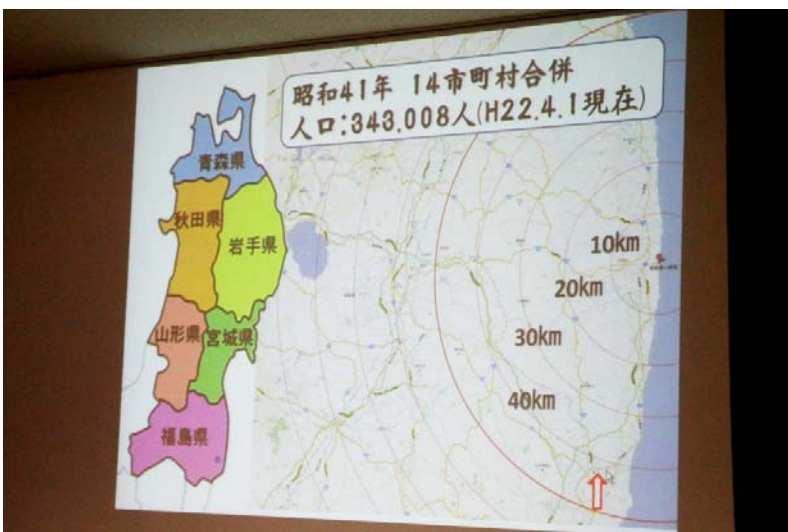 昭和41年 14市町村合併
人口:343,008人(H22.4.1現在)
青森県
秋田県
岩手県
山形県
宮城県
福島県
10km
20km
30km
40km